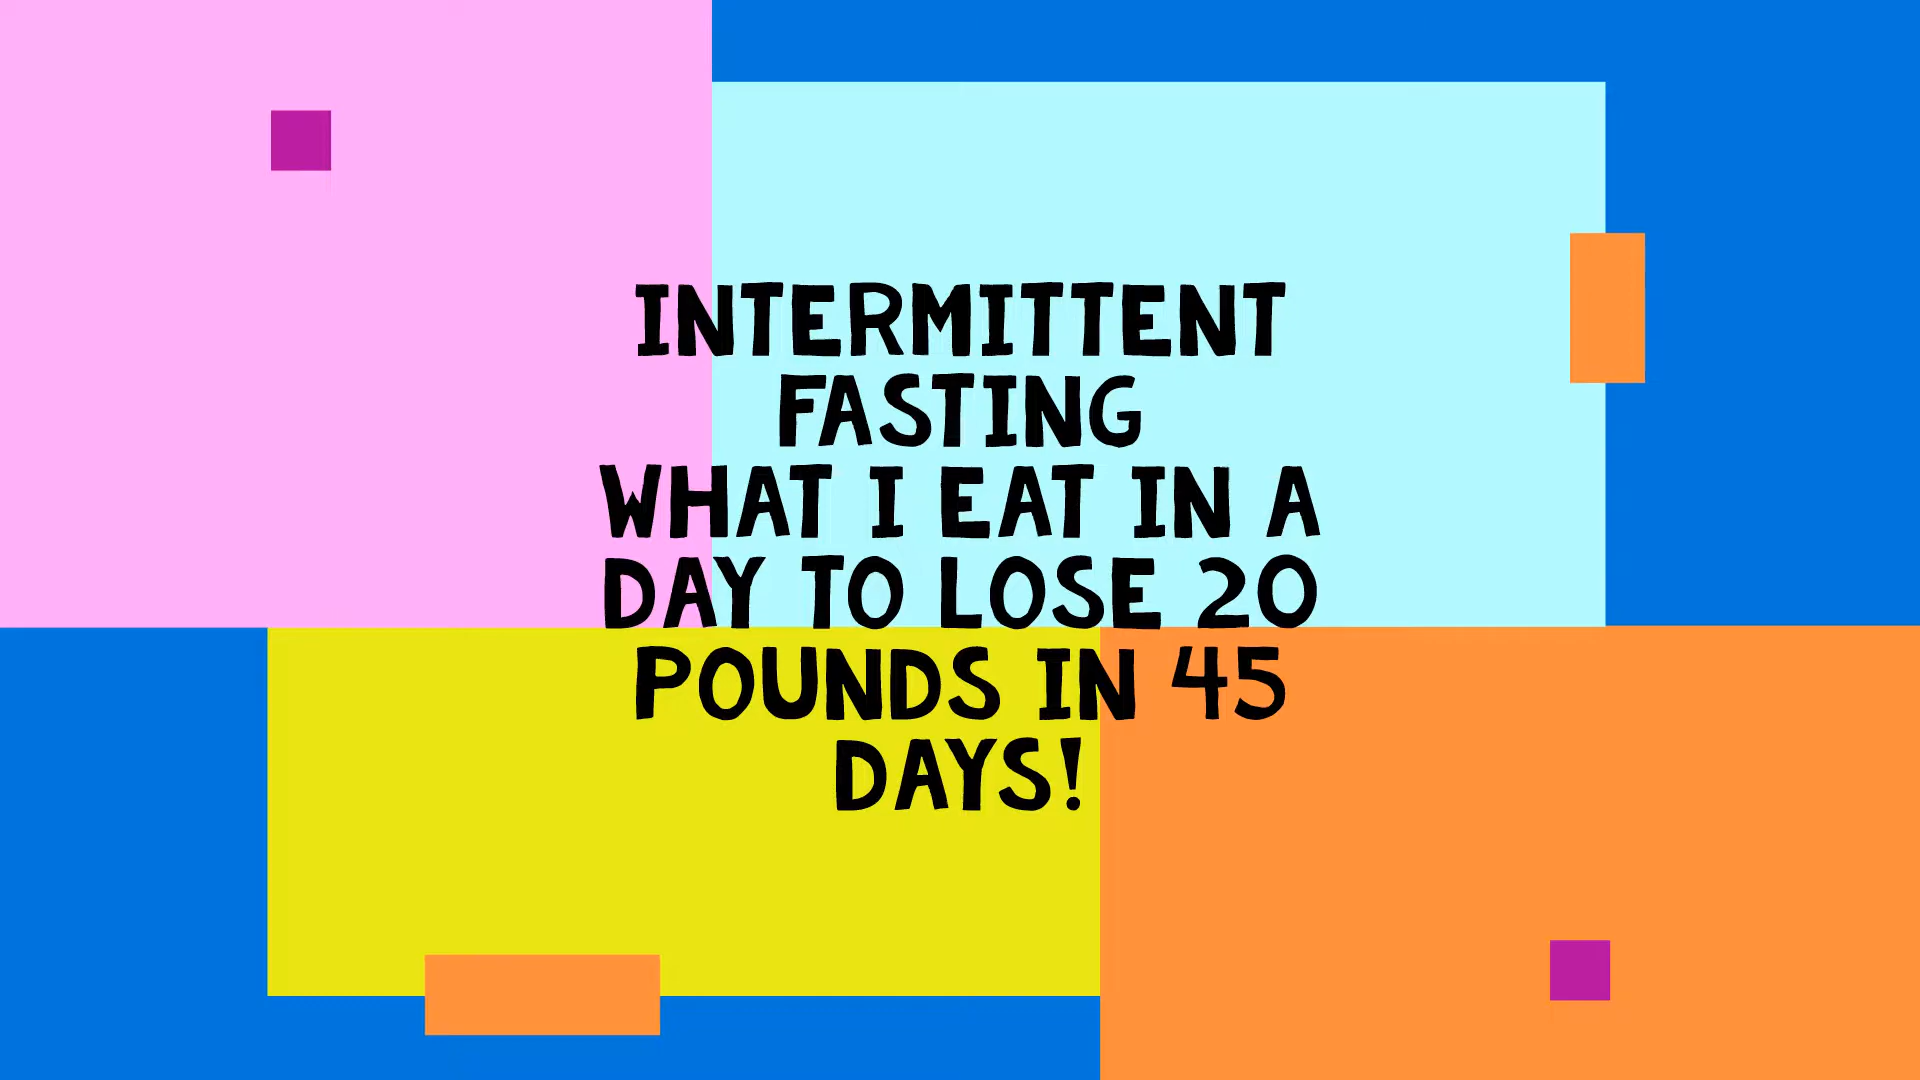 INTERMITTENT
FASTING
WHAT I EAT IN A
DAY TO LOSE 20
POUNDS IN 45
DAYS!